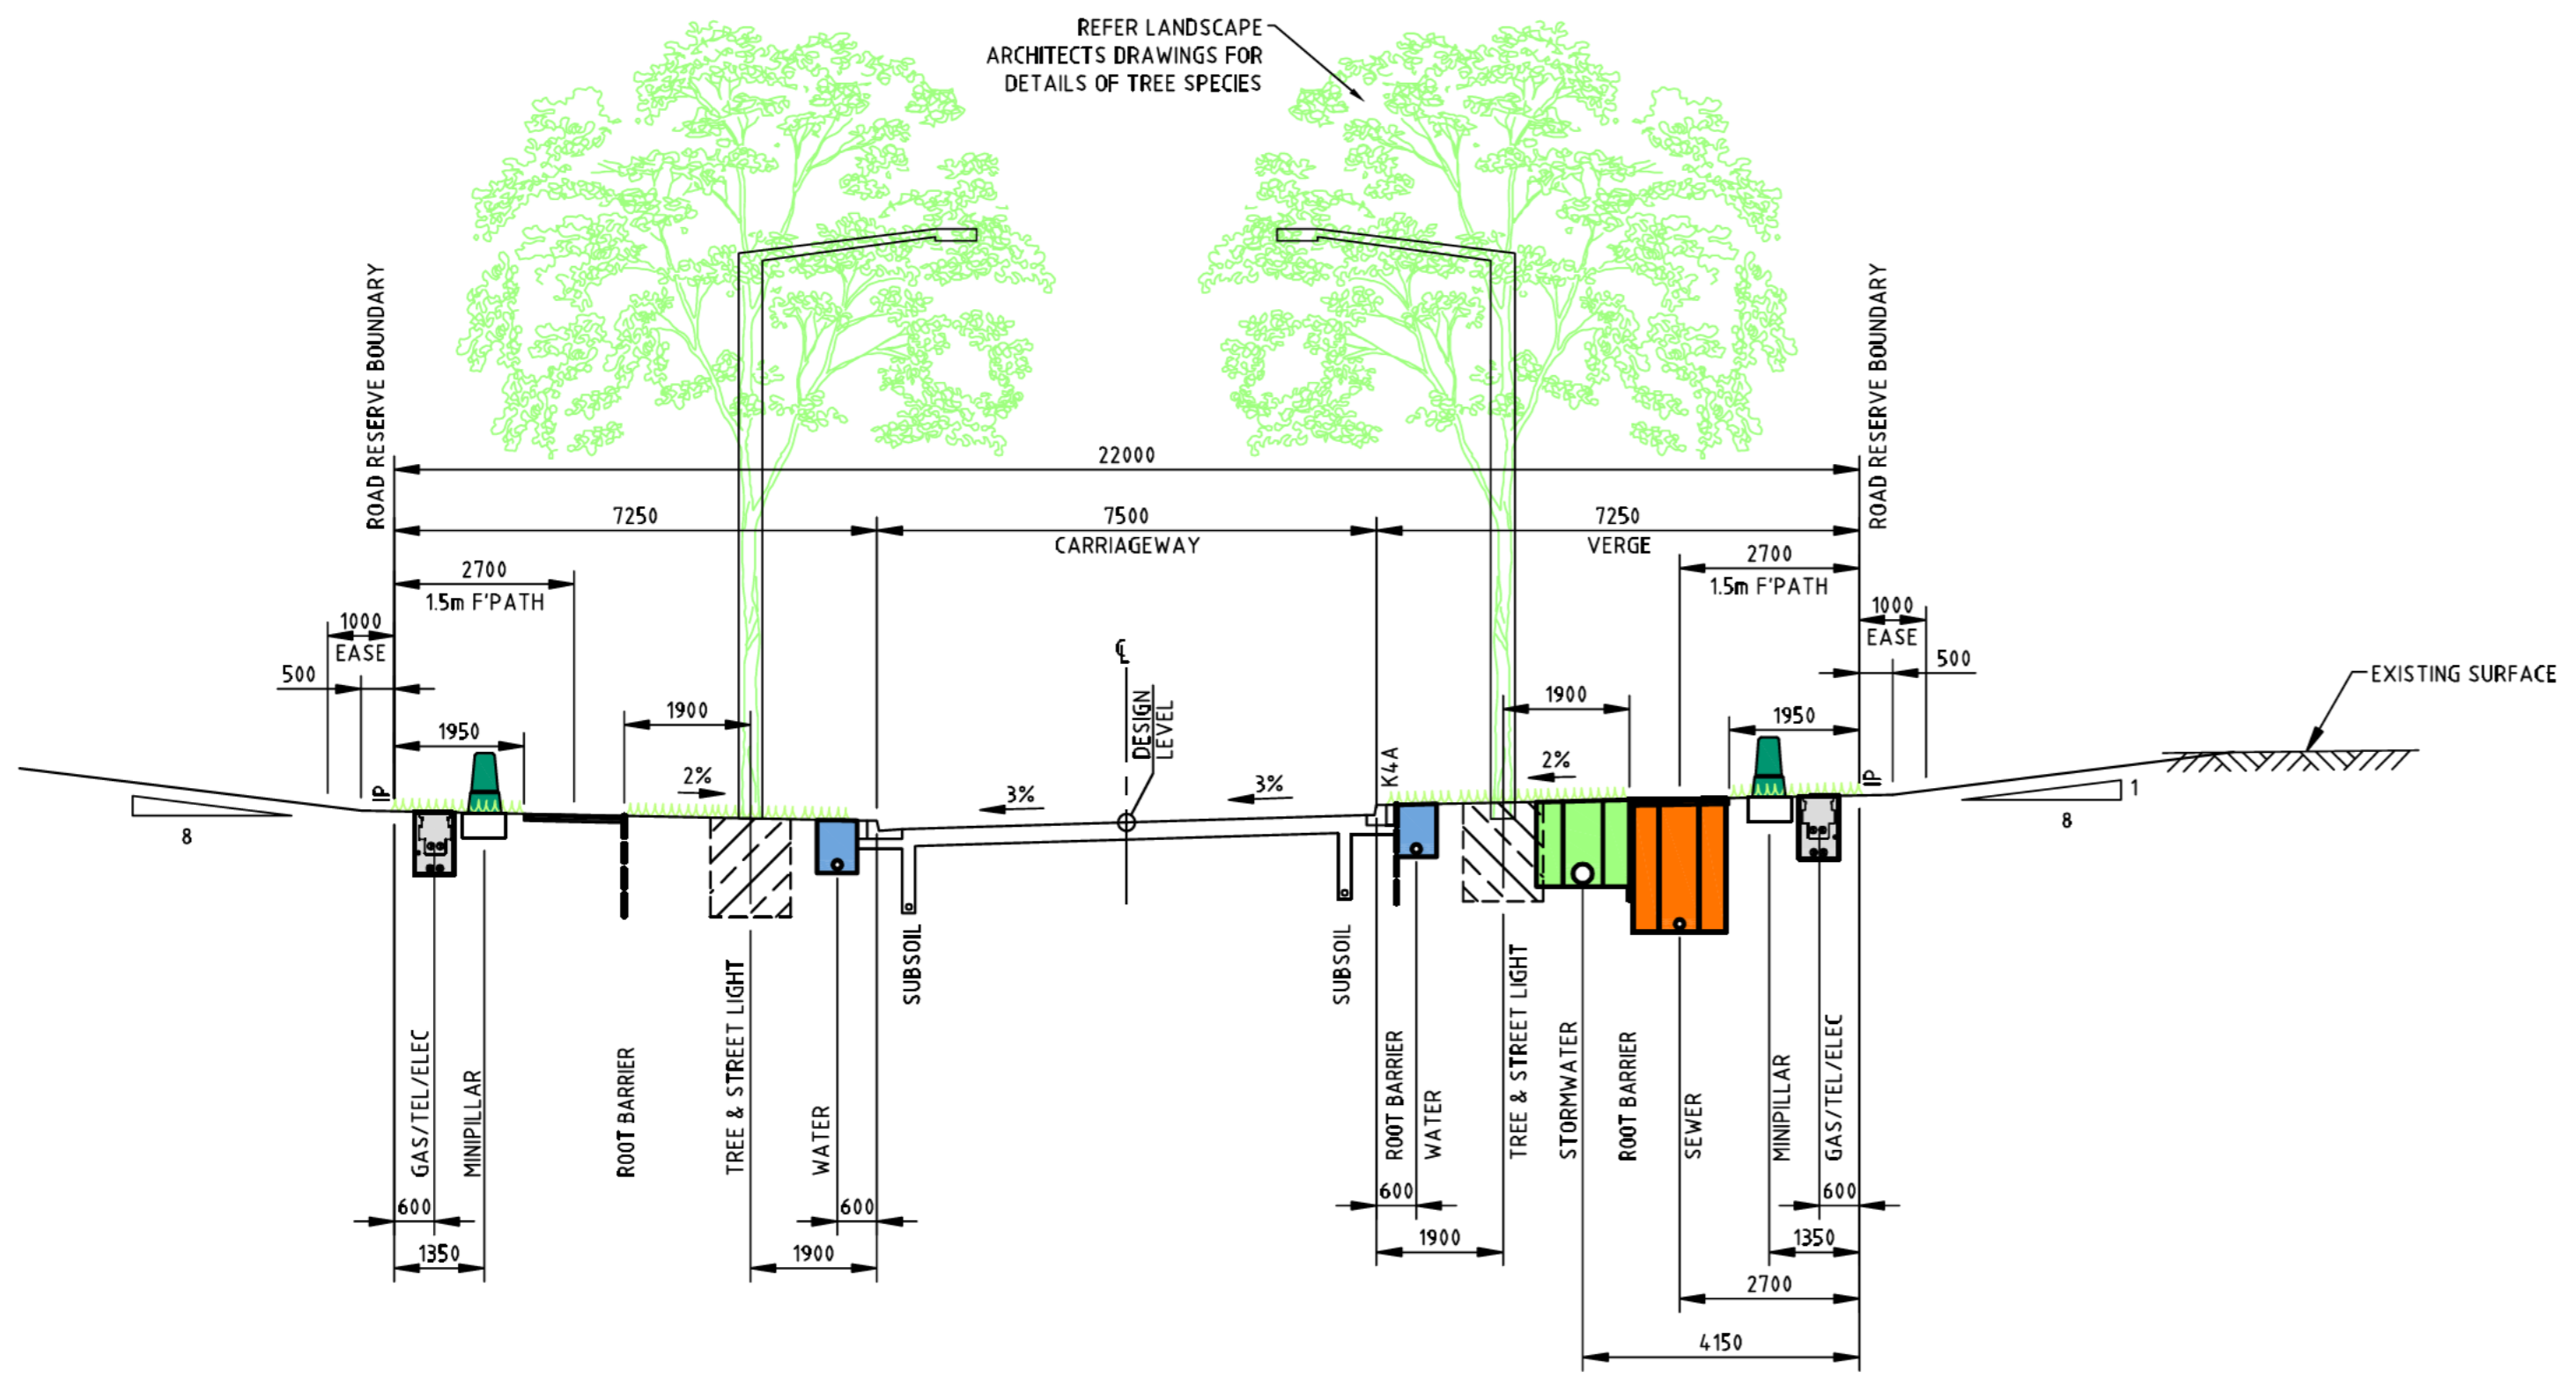 REFER LANDSCAPE
ARCHITECTS DRAWINGS FOR
DETAILS OF TREE SPECIES
ROAD RESERVE BOUNDARY
ROAD RESERVE BOUNDARY
22000
7250
7500
7250
CARRIAGEWAY
VERGE
2700
1.5m F'PATH
2700
1.5m F'PATH
1000
EASE
1000
EASE
500
500
EXISTING SURFACE
1900
1900
1950
1950
℄
DESIGN
LEVEL
K4A
IP
IP
2%
3%
3%
2%
8
1
8
SUBSOIL
SUBSOIL
GAS/TEL/ELEC
MINIPILLAR
ROOT BARRIER
TREE & STREET LIGHT
WATER
ROOT BARRIER
WATER
TREE & STREET LIGHT
STORMWATER
ROOT BARRIER
SEWER
MINIPILLAR
GAS/TEL/ELEC
600
600
600
600
1350
1900
1900
1350
2700
4150